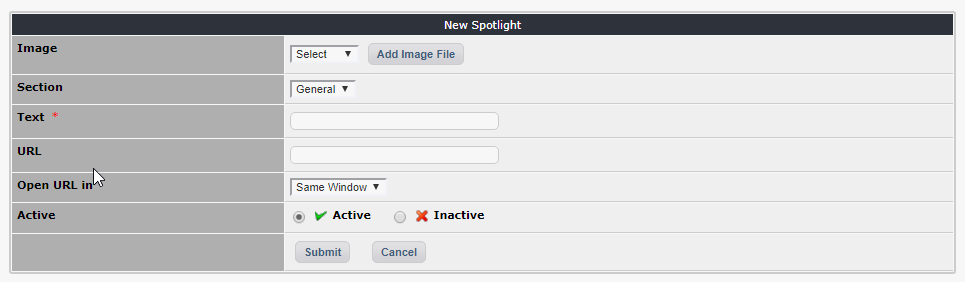 New Spotlight
Image Select Add Image File
Section General
Text *
URL
Open URL in Same Window
Active Active Inactive
Submit Cancel